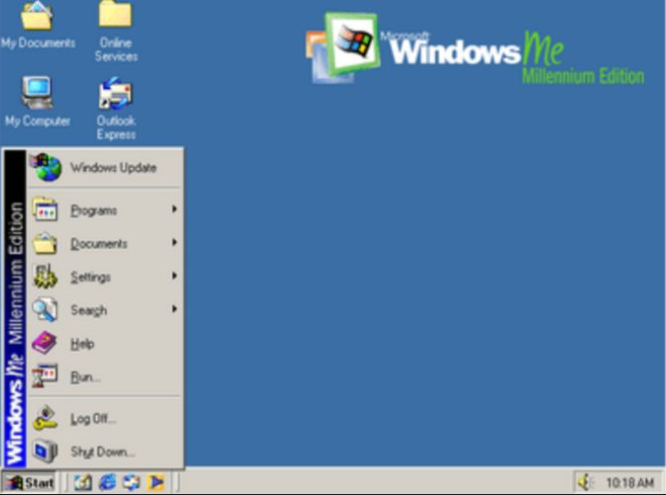 My Documents
Online
Services
Microsoft
Windows Me
Millennium Edition
My Computer
Outlook
Express
Windows Update
Programs
Documents
Settings
Search
Help
Run...
Log Off...
Shut Down...
Windows Me Millennium Edition
Start
10:18 AM